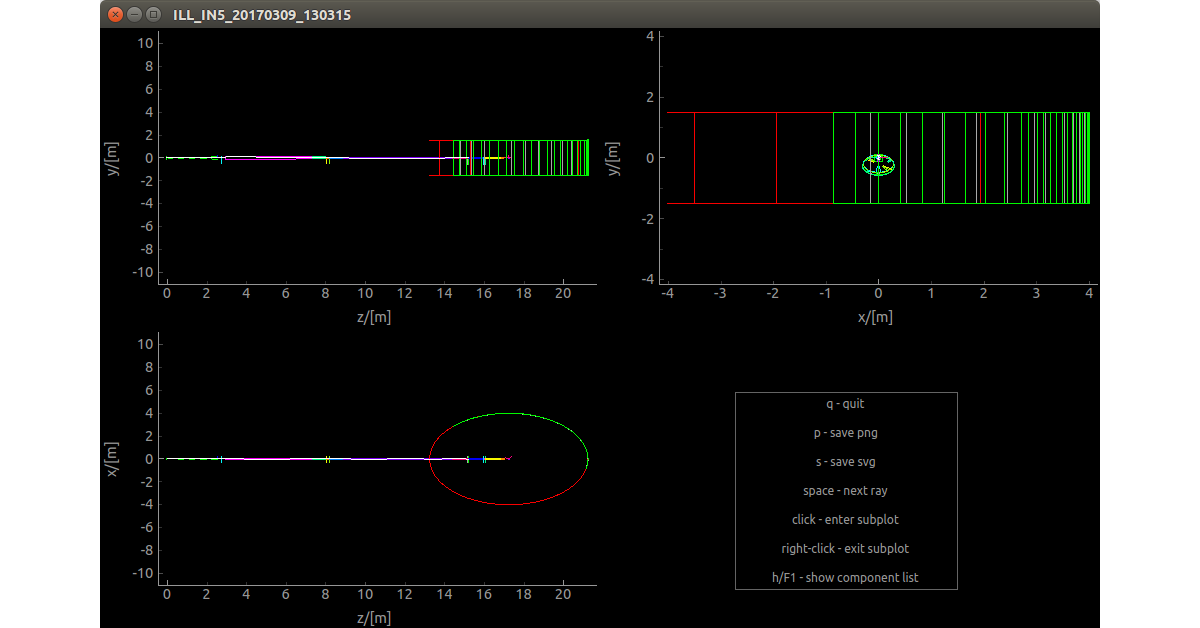 ILL_IN5_20170309_130315
10
8
6
4
2
0
-2
-4
-6
-8
-10
y/[m]
0 2 4 6 8 10 12 14 16 18 20
z/[m]
4
2
0
-2
-4
y/[m]
-4 -3 -2 -1 0 1 2 3 4
x/[m]
10
8
6
4
2
0
-2
-4
-6
-8
-10
x/[m]
0 2 4 6 8 10 12 14 16 18 20
z/[m]
q - quit
p - save png
s - save svg
space - next ray
click - enter subplot
right-click - exit subplot
h/F1 - show component list